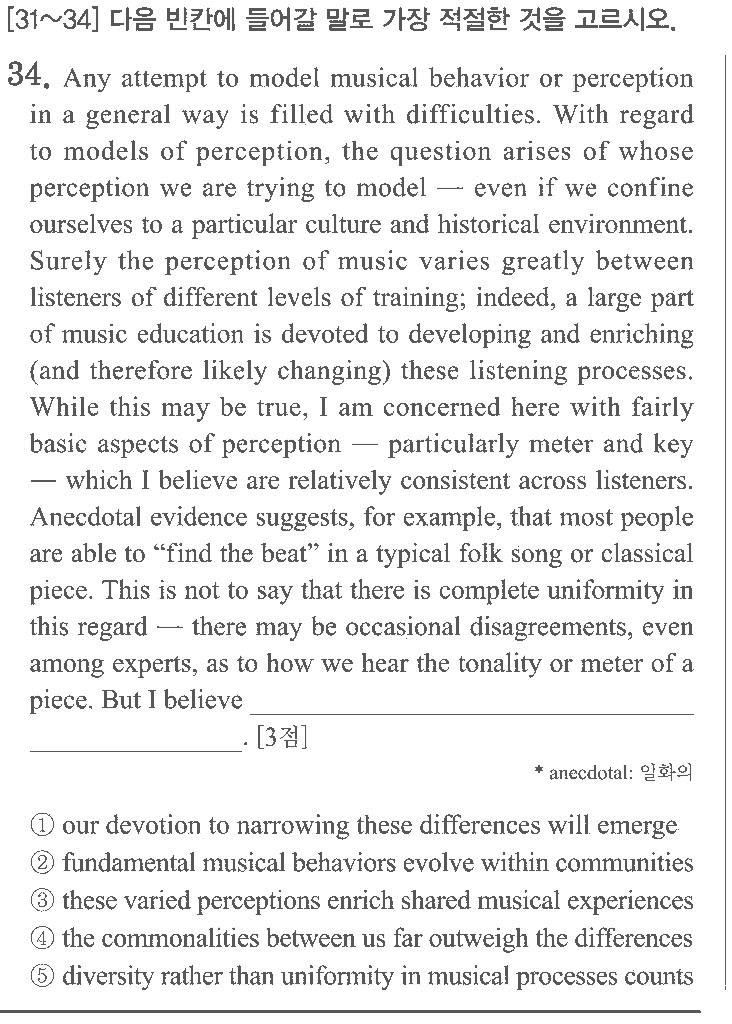 [31~34] 다음 빈칸에 들어갈 말로 가장 적절한 것을 고르시오.
34. Any attempt to model musical behavior or perception
in a general way is filled with difficulties. With regard
to models of perception, the question arises of whose
perception we are trying to model — even if we confine
ourselves to a particular culture and historical environment.
Surely the perception of music varies greatly between
listeners of different levels of training; indeed, a large part
of music education is devoted to developing and enriching
(and therefore likely changing) these listening processes.
While this may be true, I am concerned here with fairly
basic aspects of perception — particularly meter and key
— which I believe are relatively consistent across listeners.
Anecdotal evidence suggests, for example, that most people
are able to “find the beat” in a typical folk song or classical
piece. This is not to say that there is complete uniformity in
this regard — there may be occasional disagreements, even
among experts, as to how we hear the tonality or meter of a
piece. But I believe
. [3점]
* anecdotal: 일화의
① our devotion to narrowing these differences will emerge
② fundamental musical behaviors evolve within communities
③ these varied perceptions enrich shared musical experiences
④ the commonalities between us far outweigh the differences
⑤ diversity rather than uniformity in musical processes counts